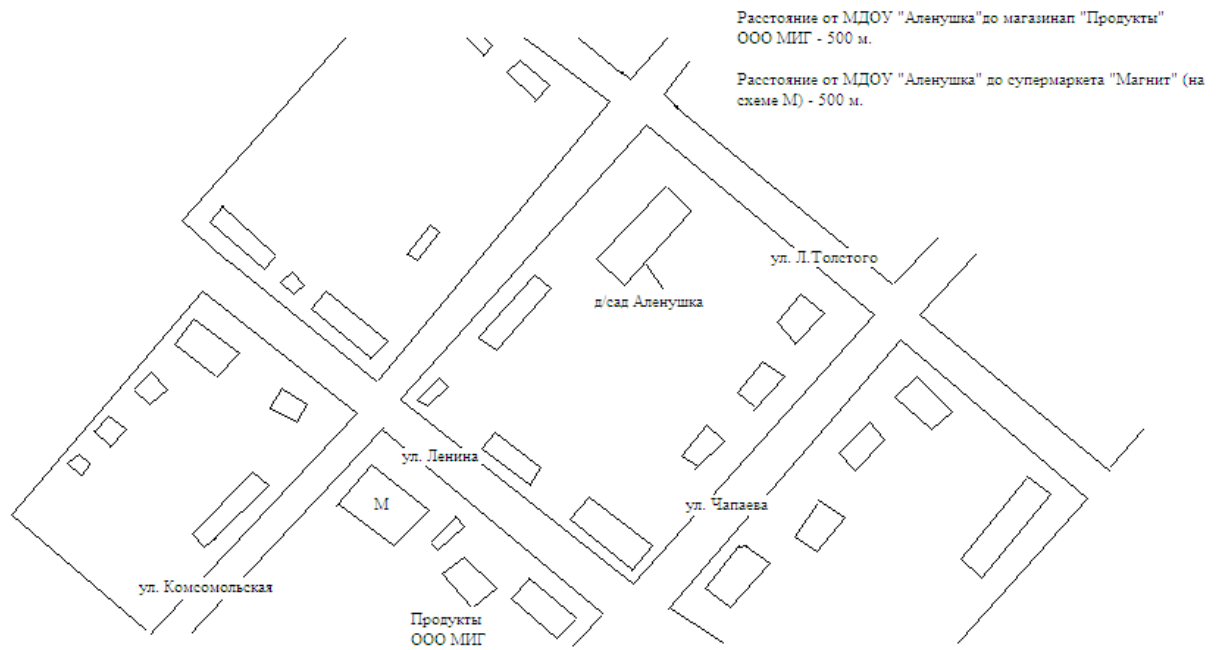 Расстояние от МДОУ "Аленушка"до магазинап "Продукты"
ООО МИГ - 500 м.
Расстояние от МДОУ "Аленушка" до супермаркета "Магнит" (на
схеме М) - 500 м.
ул. Л.Толстого
д/сад Аленушка
ул. Ленина
М
ул. Чапаева
ул. Комсомольская
Продукты
ООО МИГ